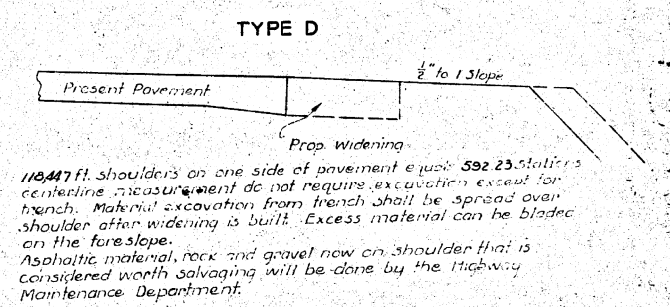 TYPE D
½" to 1 Slope
Present Pavement
Prop. Widening
118,447 ft. shoulders on one side of pavement equals 592.23 stations
centerline measurement do not require excavation except for
trench. Material excavation from trench shall be spread over
shoulder after widening is built. Excess material can be bladed
on the foreslope.
Asphaltic material, rock and gravel now on shoulder that is
considered worth salvaging will be done by the Highway
Maintenance Department.